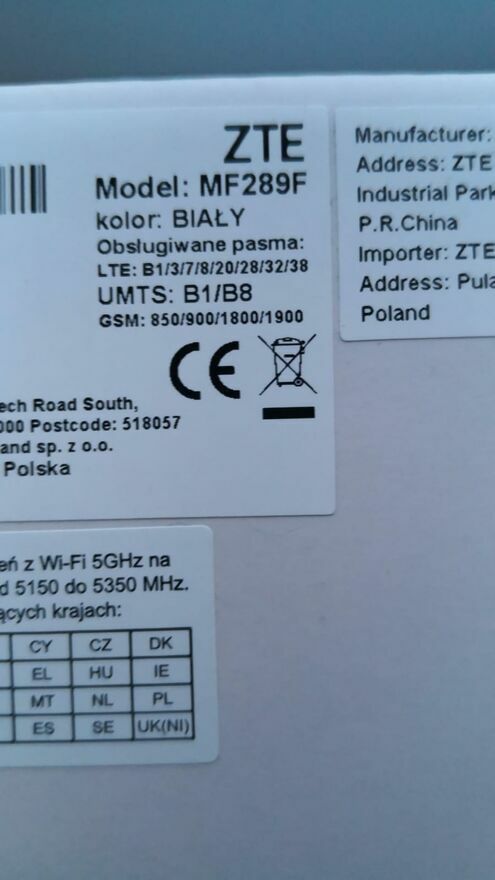 ZTE
Model: MF289F
kolor: BIAŁY
Obsługiwane pasma:
LTE: B1/3/7/8/20/28/32/38
UMTS: B1/B8
GSM: 850/900/1800/1900
CE
ech Road South,
000 Postcode: 518057
and sp. z o.o.
Polska
Manufacturer:
Address: ZTE
Industrial Park
P.R.China
Importer: ZTE
Address: Puła
Poland
eń z Wi-Fi 5GHz na
d 5150 do 5350 MHz.
ących krajach:
CY CZ DK
EL HU IE
MT NL PL
ES SE UK(NI)